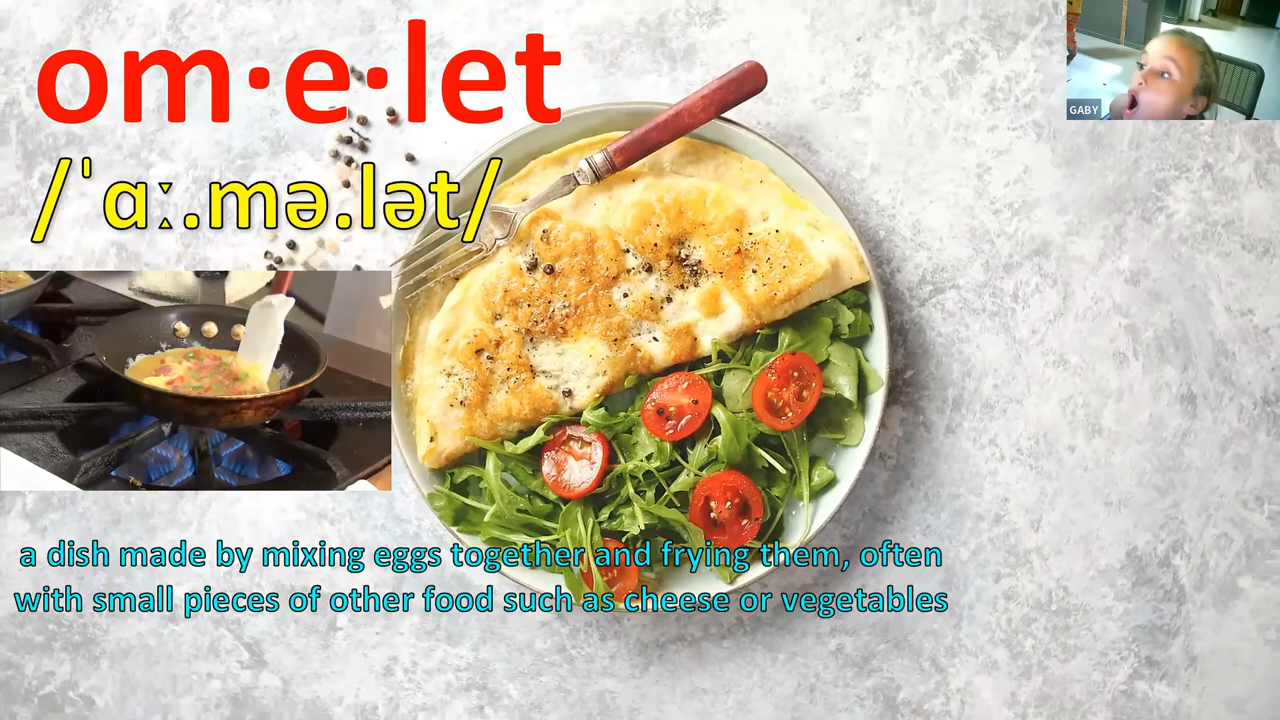 om·e·let
/ˈɑː.mə.lət/
GABY
a dish made by mixing eggs together and frying them, often
with small pieces of other food such as cheese or vegetables